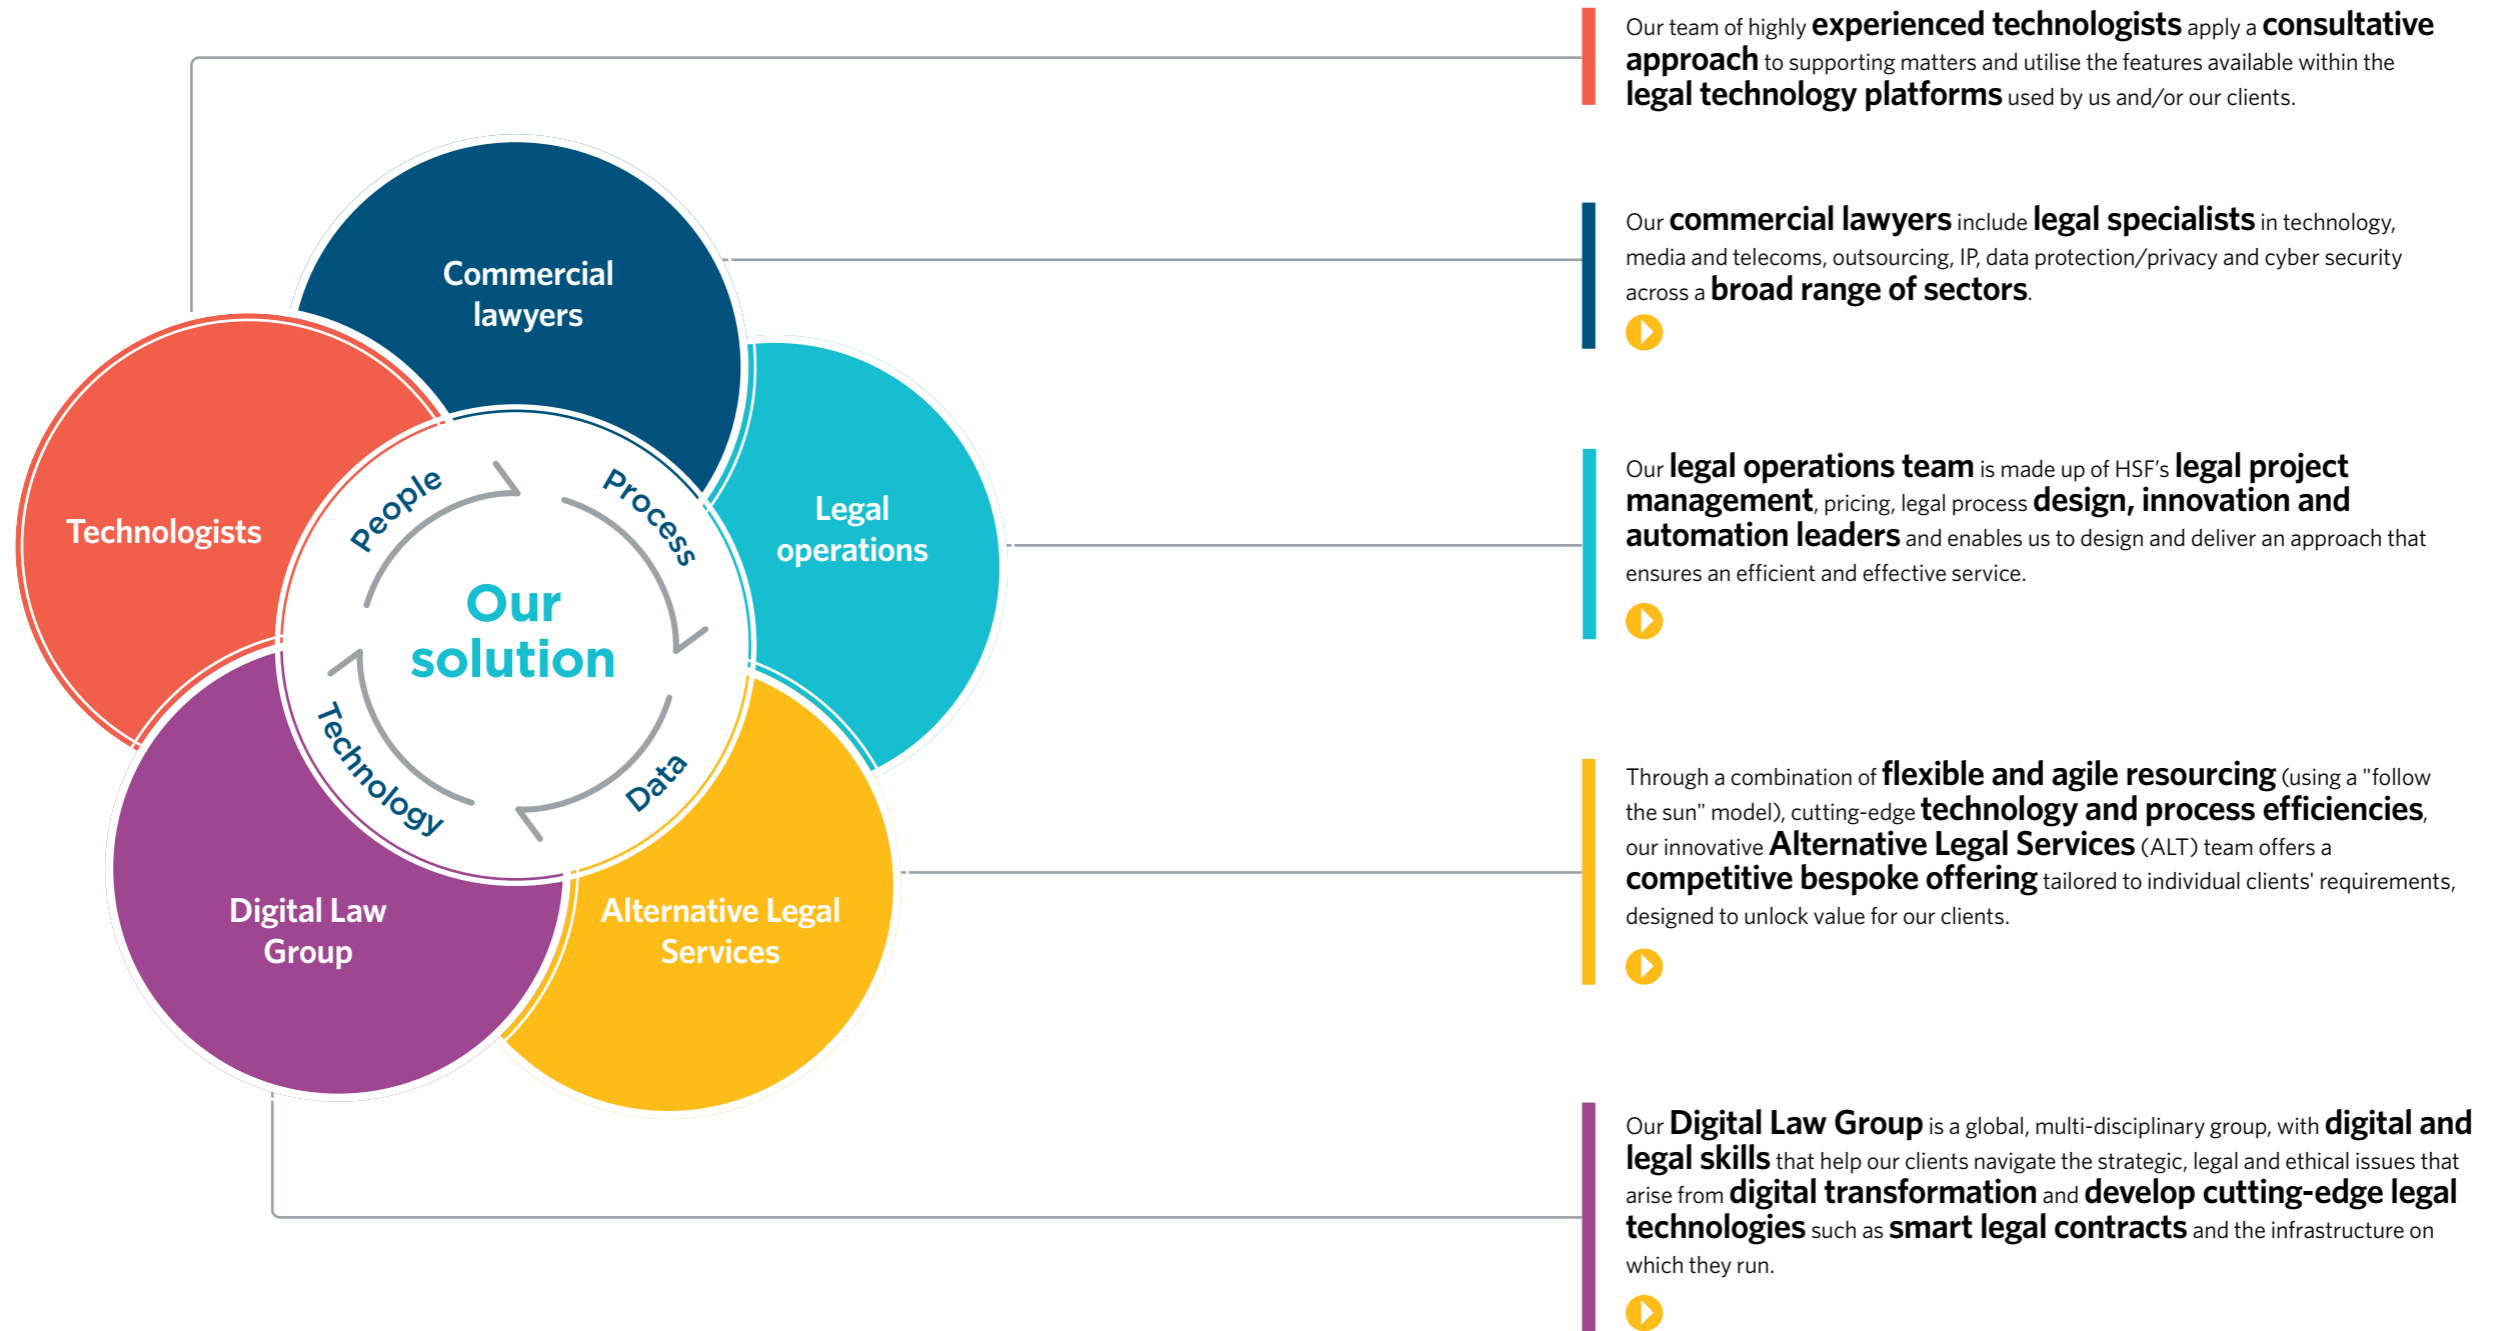 Our team of highly experienced technologists apply a consultative
approach to supporting matters and utilise the features available within the
legal technology platforms used by us and/or our clients.
Commercial
lawyers
Our commercial lawyers include legal specialists in technology,
media and telecoms, outsourcing, IP, data protection/privacy and cyber security
across a broad range of sectors.
Technologists
Legal
operations
Our legal operations team is made up of HSF's legal project
management, pricing, legal process design, innovation and
automation leaders and enables us to design and deliver an approach that
ensures an efficient and effective service.
People
Process
Our
solution
Technology
Data
Through a combination of flexible and agile resourcing (using a "follow
the sun" model), cutting-edge technology and process efficiencies,
our innovative Alternative Legal Services (ALT) team offers a
competitive bespoke offering tailored to individual clients' requirements,
designed to unlock value for our clients.
Digital Law
Group
Alternative Legal
Services
Our Digital Law Group is a global, multi-disciplinary group, with digital and
legal skills that help our clients navigate the strategic, legal and ethical issues that
arise from digital transformation and develop cutting-edge legal
technologies such as smart legal contracts and the infrastructure on
which they run.